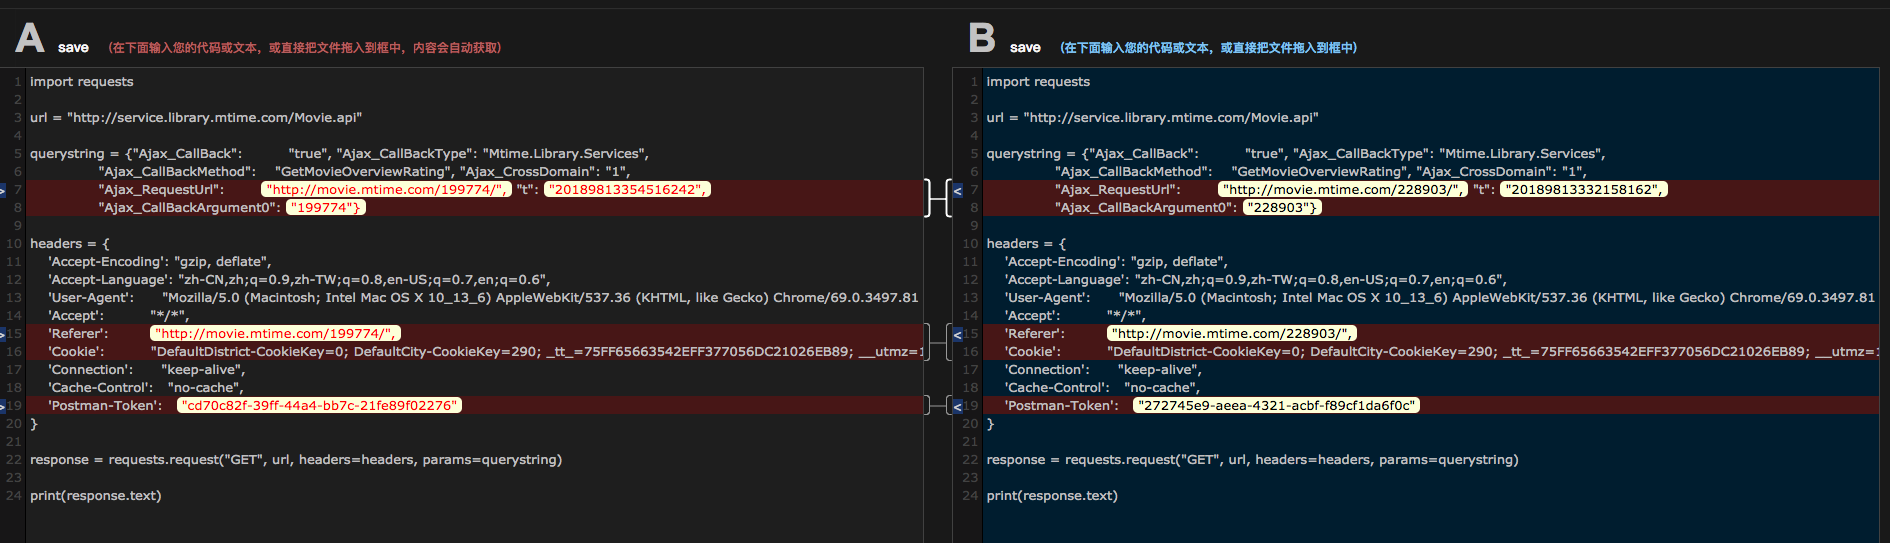 A save (在下面输入您的代码或文本，或直接把文件拖入到框中，内容会自动获取)
1 import requests
2
3 url = "http://service.library.mtime.com/Movie.api"
4
5 querystring = {"Ajax_CallBack": "true", "Ajax_CallBackType": "Mtime.Library.Services",
6 "Ajax_CallBackMethod": "GetMovieOverviewRating", "Ajax_CrossDomain": "1",
> 7 "Ajax_RequestUrl": "http://movie.mtime.com/199774/", "t": "20189813354516242",
8 "Ajax_CallBackArgument0": "199774"}
9
10 headers = {
11 'Accept-Encoding': "gzip, deflate",
12 'Accept-Language': "zh-CN,zh;q=0.9,zh-TW;q=0.8,en-US;q=0.7,en;q=0.6",
13 'User-Agent': "Mozilla/5.0 (Macintosh; Intel Mac OS X 10_13_6) AppleWebKit/537.36 (KHTML, like Gecko) Chrome/69.0.3497.81
14 'Accept': "*/*",
>15 'Referer': "http://movie.mtime.com/199774/",
16 'Cookie': "DefaultDistrict-CookieKey=0; DefaultCity-CookieKey=290; _tt_=75FF65663542EFF377056DC21026EB89; __utmz=1
17 'Connection': "keep-alive",
18 'Cache-Control': "no-cache",
>19 'Postman-Token': "cd70c82f-39ff-44a4-bb7c-21fe89f02276"
20 }
21
22 response = requests.request("GET", url, headers=headers, params=querystring)
23
24 print(response.text)
B save (在下面输入您的代码或文本，或直接把文件拖入到框中)
1 import requests
2
3 url = "http://service.library.mtime.com/Movie.api"
4
5 querystring = {"Ajax_CallBack": "true", "Ajax_CallBackType": "Mtime.Library.Services",
6 "Ajax_CallBackMethod": "GetMovieOverviewRating", "Ajax_CrossDomain": "1",
< 7 "Ajax_RequestUrl": "http://movie.mtime.com/228903/", "t": "20189813332158162",
8 "Ajax_CallBackArgument0": "228903"}
9
10 headers = {
11 'Accept-Encoding': "gzip, deflate",
12 'Accept-Language': "zh-CN,zh;q=0.9,zh-TW;q=0.8,en-US;q=0.7,en;q=0.6",
13 'User-Agent': "Mozilla/5.0 (Macintosh; Intel Mac OS X 10_13_6) AppleWebKit/537.36 (KHTML, like Gecko) Chrome/69.0.3497.81
14 'Accept': "*/*",
<15 'Referer': "http://movie.mtime.com/228903/",
16 'Cookie': "DefaultDistrict-CookieKey=0; DefaultCity-CookieKey=290; _tt_=75FF65663542EFF377056DC21026EB89; __utmz=1
17 'Connection': "keep-alive",
18 'Cache-Control': "no-cache",
<19 'Postman-Token': "272745e9-aeea-4321-acbf-f89cf1da6f0c"
20 }
21
22 response = requests.request("GET", url, headers=headers, params=querystring)
23
24 print(response.text)